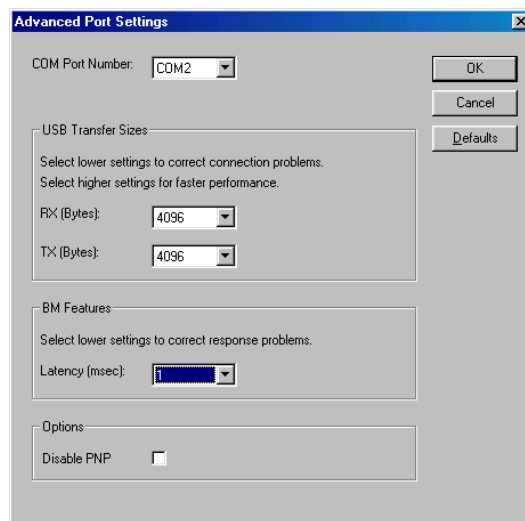 Advanced Port Settings
COM Port Number: COM2
OK
Cancel
Defaults
USB Transfer Sizes
Select lower settings to correct connection problems.
Select higher settings for faster performance.
RX (Bytes): 4096
TX (Bytes): 4096
BM Features
Select lower settings to correct response problems.
Latency (msec): 1
Options
Disable PNP